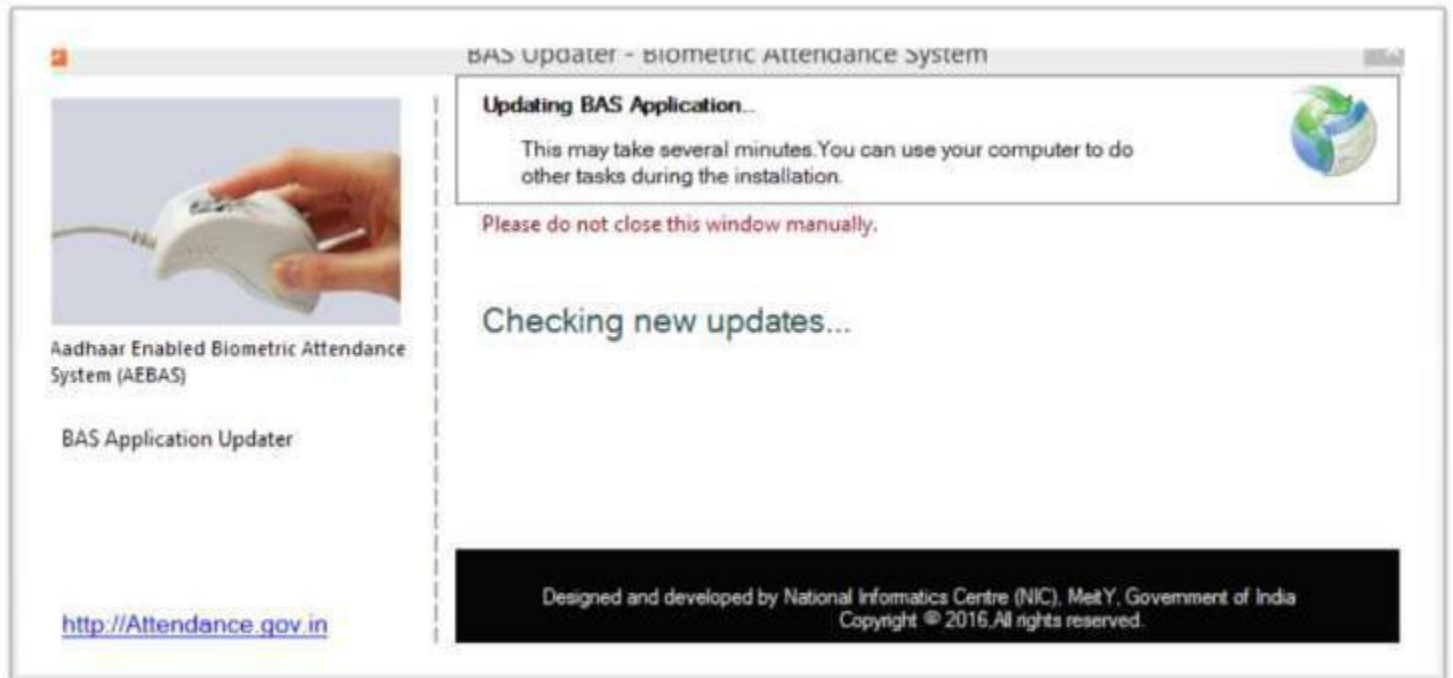 BAS Updater - Biometric Attendance System
Updating BAS Application...
This may take several minutes.You can use your computer to do
other tasks during the installation.
Please do not close this window manually.
Checking new updates...
Aadhaar Enabled Biometric Attendance
System (AEBAS)
BAS Application Updater
http://Attendance.gov.in
Designed and developed by National Informatics Centre (NIC), MeitY, Government of India
Copyright © 2016,All rights reserved.